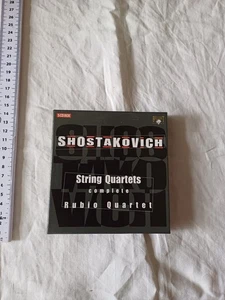 SHOSTAKOVICH
String Quartets
complete
Rubio Quartet